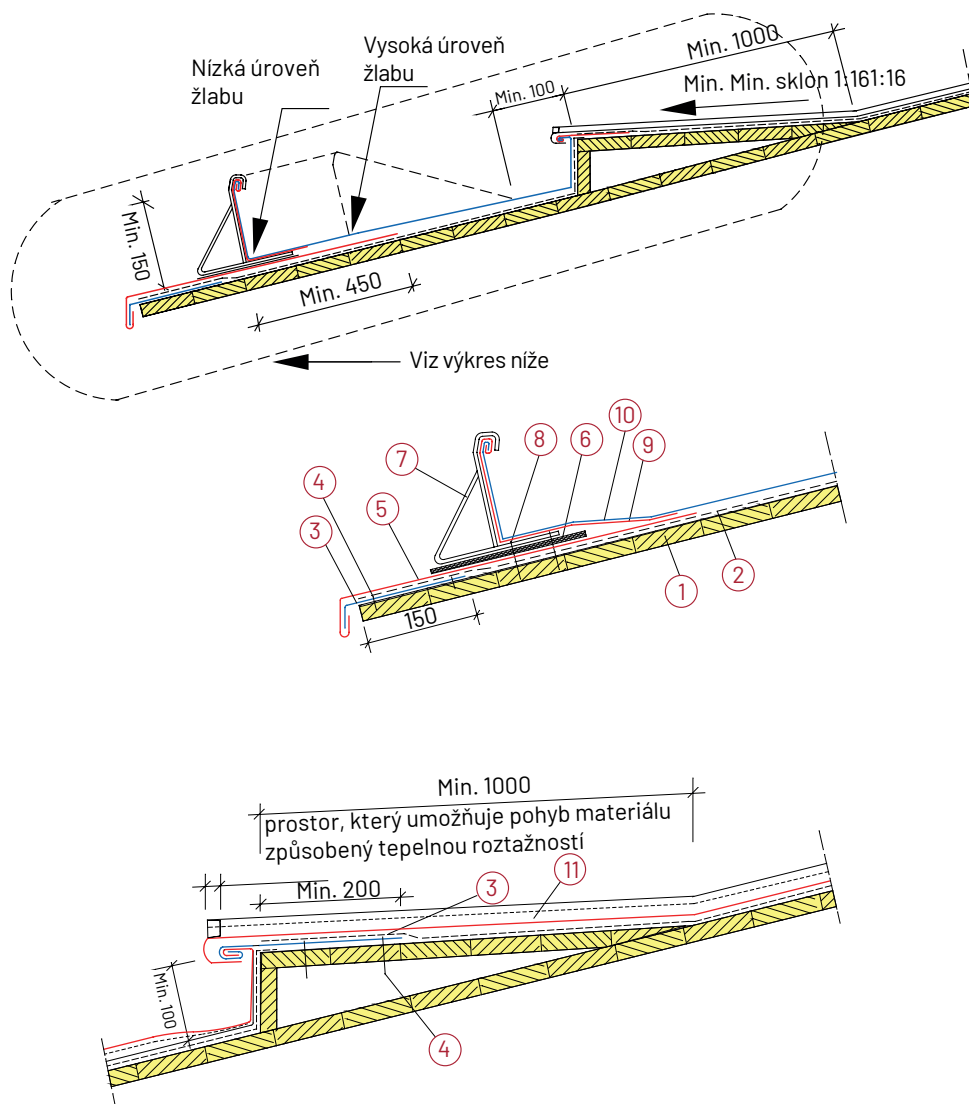 Nízká úroveň
žlabu
Vysoká úroveň
žlabu
Min. 1000
Min. 100
Min. Min. sklon 1:161:16
Min. 150
Min. 450
Viz výkres níže
10
8
6
9
7
4
5
3
2
1
150
Min. 1000
prostor, který umožňuje pohyb materiálu
způsobený tepelnou roztažností
Min. 200
3
11
Min. 100
4